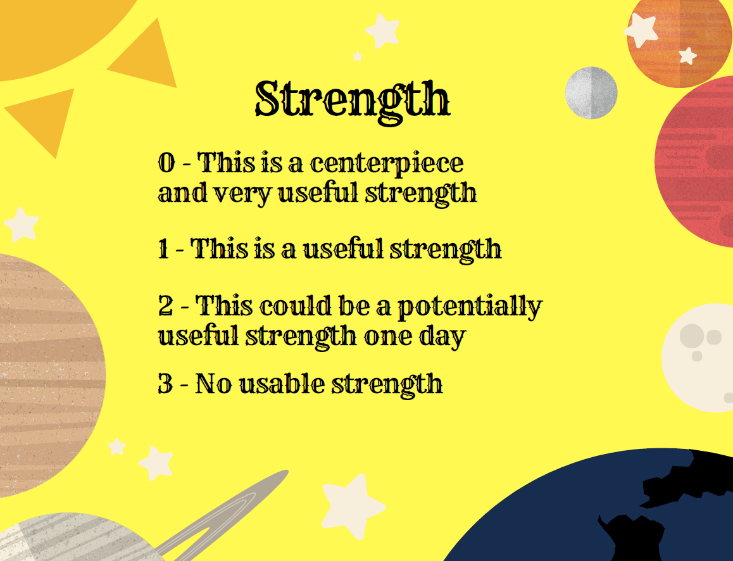 Strength
0 - This is a centerpiece
and very useful strength
1 - This is a useful strength
2 - This could be a potentially
useful strength one day
3 - No usable strength